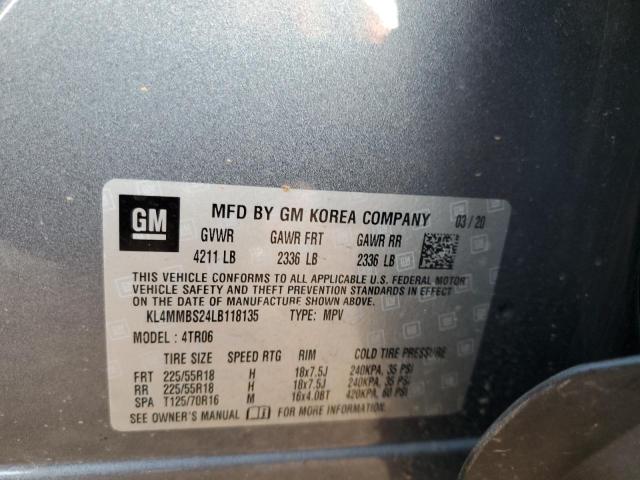 GM MFD BY GM KOREA COMPANY 03 / 20
GVWR GAWR FRT GAWR RR
4211 LB 2336 LB 2336 LB
THIS VEHICLE CONFORMS TO ALL APPLICABLE U.S. FEDERAL MOTOR
VEHICLE SAFETY AND THEFT PREVENTION STANDARDS IN
EFFECT ON THE DATE OF MANUFACTURE SHOWN ABOVE.
KL4MMBS24LB118135 TYPE: MPV
MODEL : 4TR06
TIRE SIZE SPEED RTG RIM COLD TIRE PRESSURE
FRT 225/55R18 H 18x7.5J 240KPA, 35 PSI
RR 225/55R18 H 18x7.5J 240KPA, 35 PSI
SPA T125/70R16 M 16x4.0BT 420KPA, 60 PSI
SEE OWNER'S MANUAL FOR MORE INFORMATION.